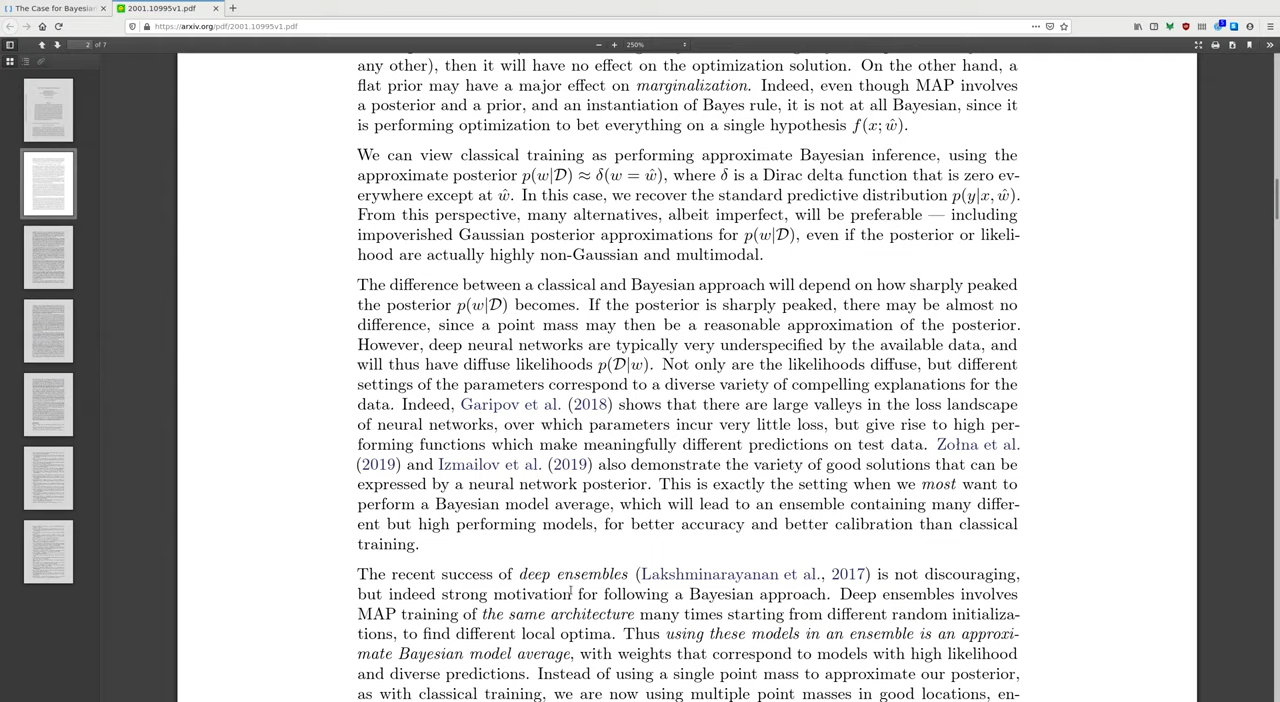 The Case for Bayesian
2001.10995v1.pdf
https://arxiv.org/pdf/2001.10995v1.pdf
2 of 7
250%
any other), then it will have no effect on the optimization solution. On the other hand, a
flat prior may have a major effect on marginalization. Indeed, even though MAP involves
a posterior and a prior, and an instantiation of Bayes rule, it is not at all Bayesian, since it
is performing optimization to bet everything on a single hypothesis f(x; ŵ).
We can view classical training as performing approximate Bayesian inference, using the
approximate posterior p(w|D) ≈ δ(w = ŵ), where δ is a Dirac delta function that is zero ev-
erywhere except at ŵ. In this case, we recover the standard predictive distribution p(y|x, ŵ).
From this perspective, many alternatives, albeit imperfect, will be preferable — including
impoverished Gaussian posterior approximations for p(w|D), even if the posterior or likeli-
hood are actually highly non-Gaussian and multimodal.
The difference between a classical and Bayesian approach will depend on how sharply peaked
the posterior p(w|D) becomes. If the posterior is sharply peaked, there may be almost no
difference, since a point mass may then be a reasonable approximation of the posterior.
However, deep neural networks are typically very underspecified by the available data, and
will thus have diffuse likelihoods p(D|w). Not only are the likelihoods diffuse, but different
settings of the parameters correspond to a diverse variety of compelling explanations for the
data. Indeed, Garipov et al. (2018) shows that there are large valleys in the loss landscape
of neural networks, over which parameters incur very little loss, but give rise to high per-
forming functions which make meaningfully different predictions on test data. Zołna et al.
(2019) and Izmailov et al. (2019) also demonstrate the variety of good solutions that can be
expressed by a neural network posterior. This is exactly the setting when we most want to
perform a Bayesian model average, which will lead to an ensemble containing many differ-
ent but high performing models, for better accuracy and better calibration than classical
training.
The recent success of deep ensembles (Lakshminarayanan et al., 2017) is not discouraging,
but indeed strong motivation for following a Bayesian approach. Deep ensembles involves
MAP training of the same architecture many times starting from different random initializa-
tions, to find different local optima. Thus using these models in an ensemble is an approxi-
mate Bayesian model average, with weights that correspond to models with high likelihood
and diverse predictions. Instead of using a single point mass to approximate our posterior,
as with classical training, we are now using multiple point masses in good locations, en-